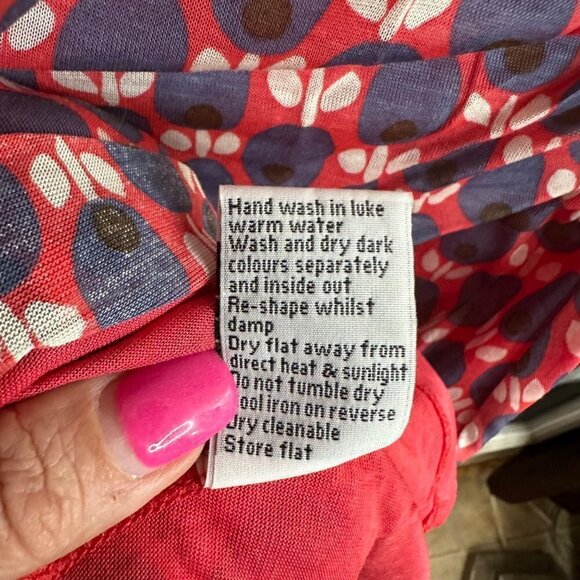 Hand wash in luke
warm water
Wash and dry dark
colours separately
and inside out
Re-shape whilst
damp
Dry flat away from
direct heat & sunlight
Do not tumble dry
Cool iron on reverse
Dry cleanable
Store flat